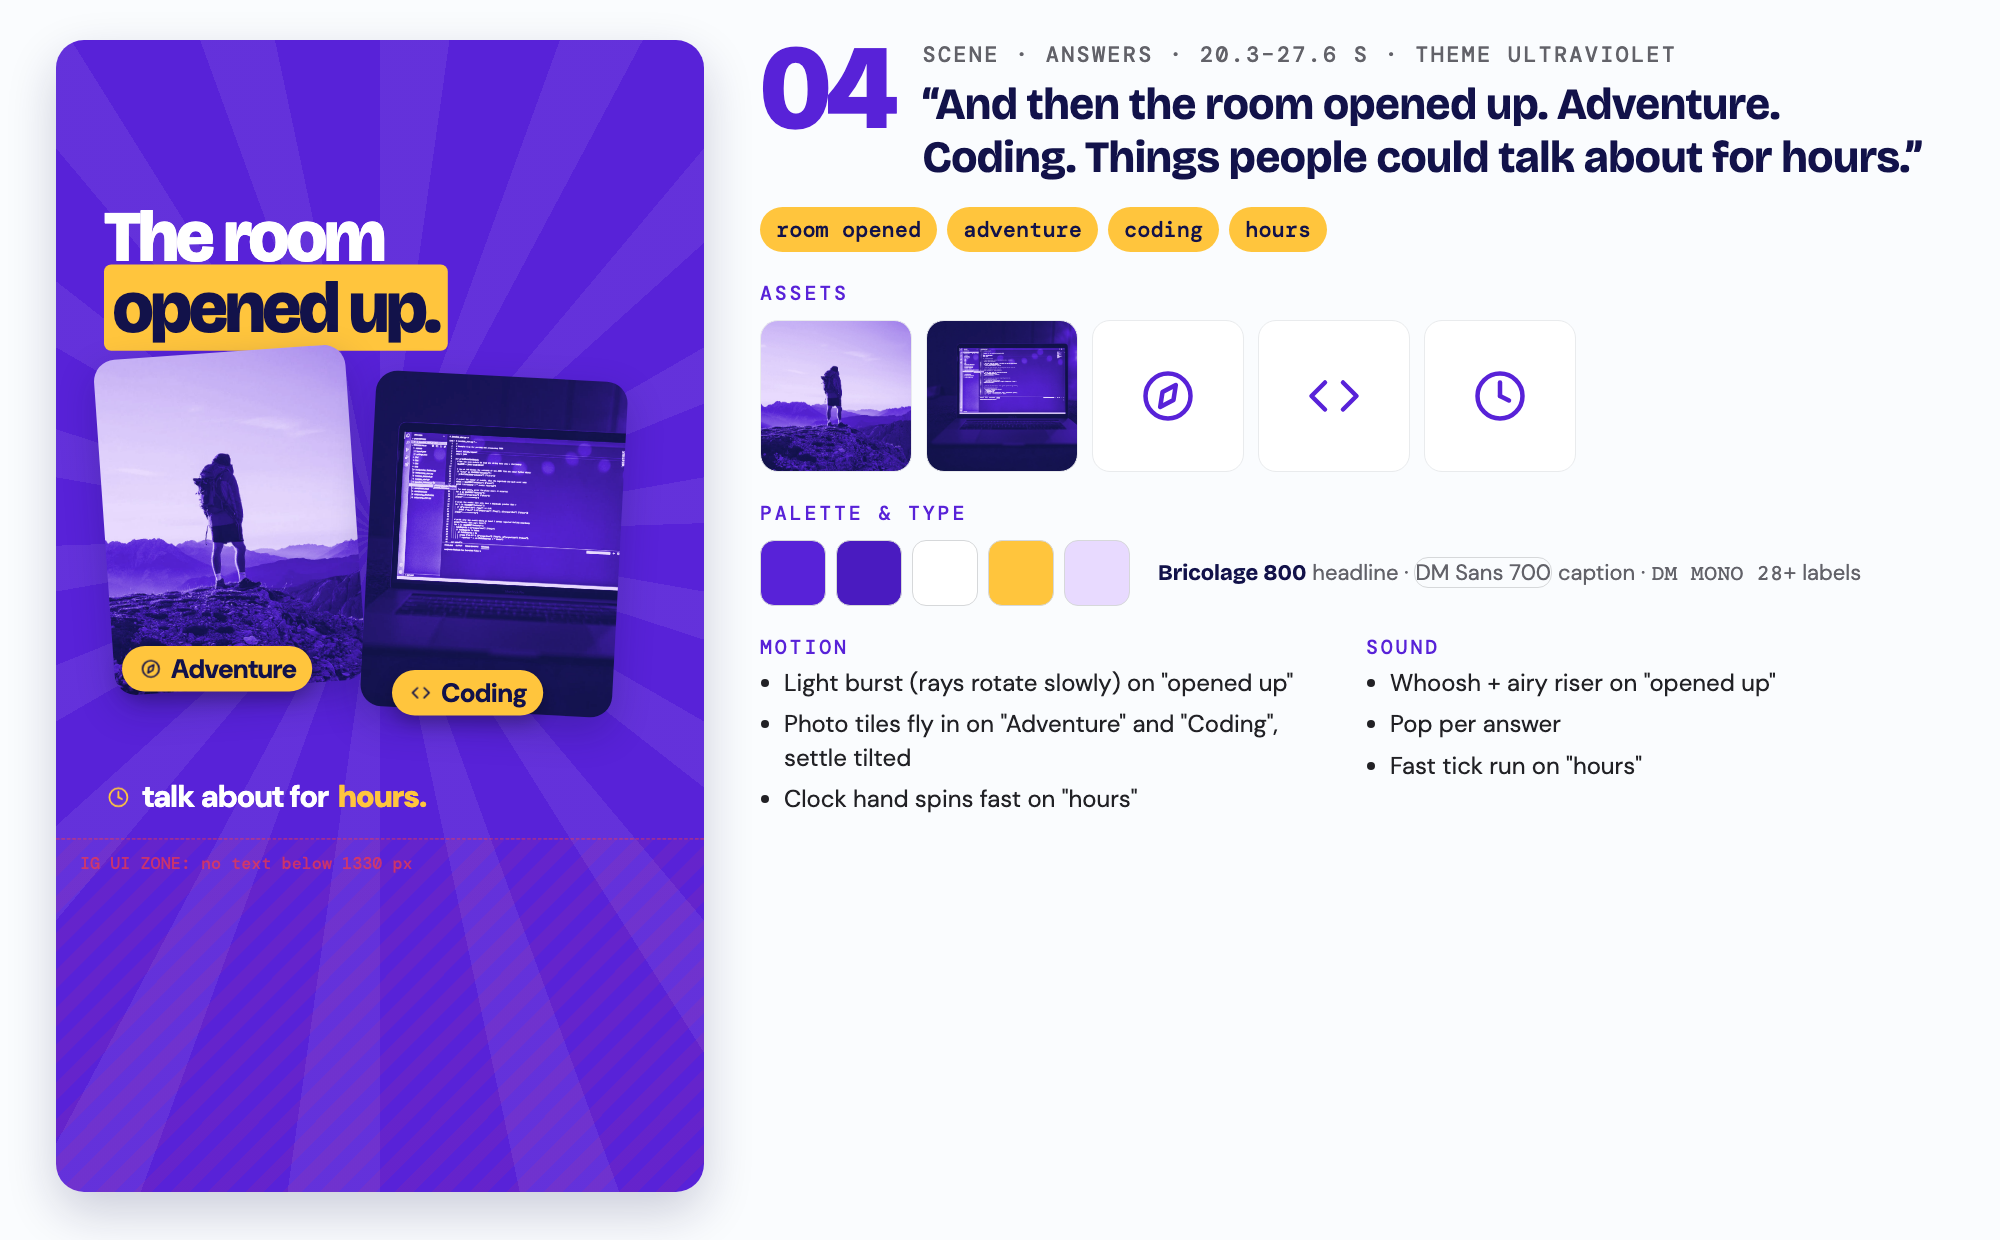 The room
opened up.
Adventure
Coding
talk about for hours.
IG UI ZONE: no text below 1330 px
04
SCENE · ANSWERS · 20.3–27.6 S · THEME ULTRAVIOLET
“And then the room opened up. Adventure.
Coding. Things people could talk about for hours.”
room opened adventure coding hours
ASSETS
PALETTE & TYPE
Bricolage 800 headline · DM Sans 700 caption · DM MONO 28+ labels
MOTION
• Light burst (rays rotate slowly) on "opened up"
• Photo tiles fly in on "Adventure" and "Coding",
settle tilted
• Clock hand spins fast on "hours"
SOUND
• Whoosh + airy riser on "opened up"
• Pop per answer
• Fast tick run on "hours"